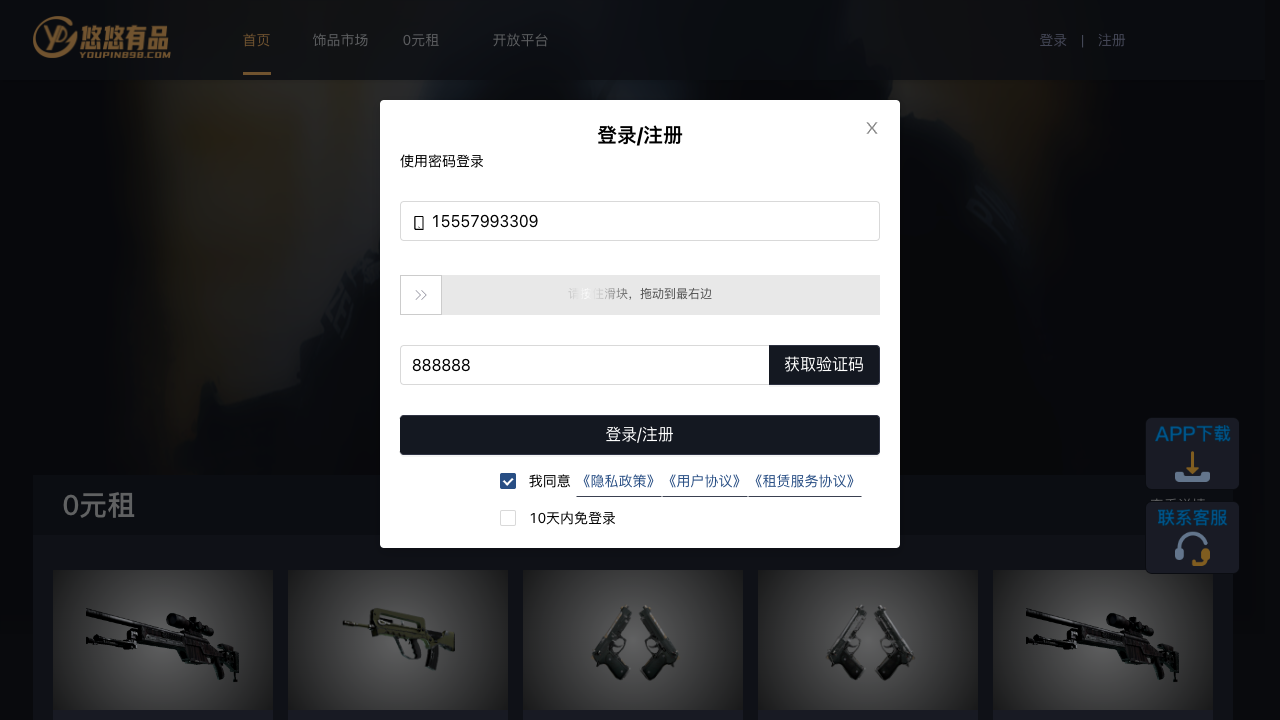 悠悠有品
YOUPIN898.COM
首页
饰品市场
0元租
开放平台
登录 | 注册
登录/注册
X
使用密码登录
15557993309
请按住滑块，拖动到最右边
888888
获取验证码
登录/注册
我同意 《隐私政策》 《用户协议》 《租赁服务协议》
10天内免登录
APP下载
0元租
联系客服